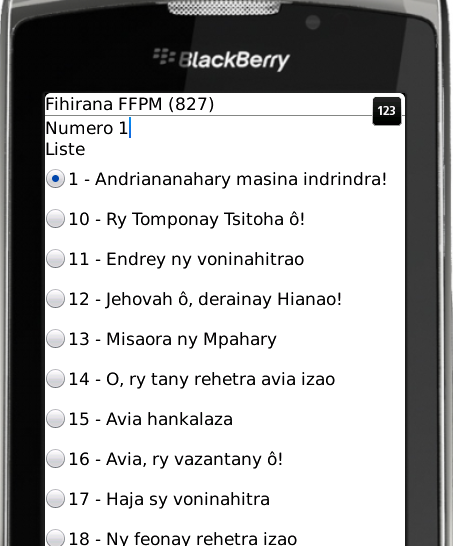 BlackBerry
Fihirana FFPM (827)
123
Numero 1
Liste
1 - Andriananahary masina indrindra!
10 - Ry Tomponay Tsitoha ô!
11 - Endrey ny voninahitrao
12 - Jehovah ô, derainay Hianao!
13 - Misaora ny Mpahary
14 - O, ry tany rehetra avia izao
15 - Avia hankalaza
16 - Avia, ry vazantany ô!
17 - Haja sy voninahitra
18 - Ny feonay rehetra izao